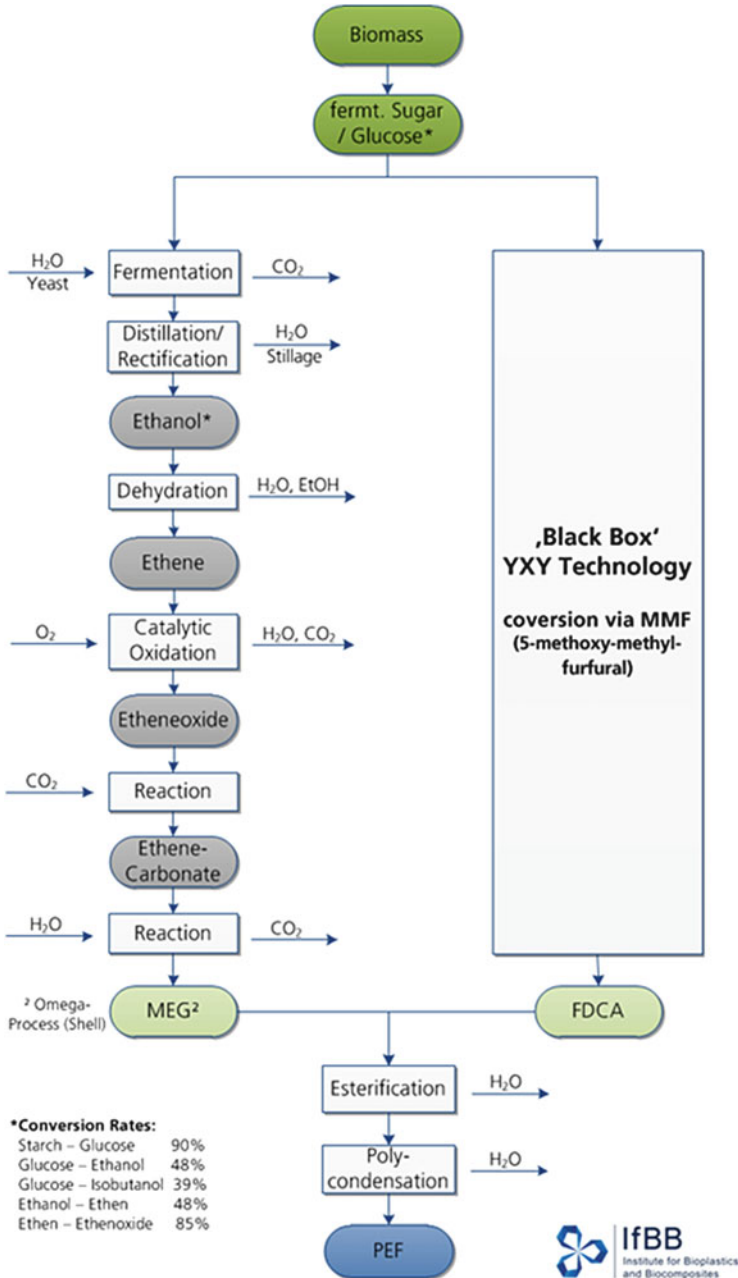 Biomass
fermt. Sugar
/ Glucose*
H₂O
Yeast
Fermentation
CO₂
Distillation/
Rectification
H₂O
Stillage
Ethanol*
Dehydration
H₂O, EtOH
Ethene
O₂
Catalytic
Oxidation
H₂O, CO₂
Etheneoxide
CO₂
Reaction
Ethene-
Carbonate
H₂O
Reaction
CO₂
‚Black Box‘
YXY Technology
coversion via MMF
(5-methoxy-methyl-
furfural)
² Omega-
Process (Shell)
MEG²
FDCA
Esterification
H₂O
Poly-
condensation
H₂O
PEF
*Conversion Rates:
Starch – Glucose 90%
Glucose – Ethanol 48%
Glucose – Isobutanol 39%
Ethanol – Ethen 48%
Ethen – Ethenoxide 85%
IfBB
Institute for Bioplastics
and Biocomposites